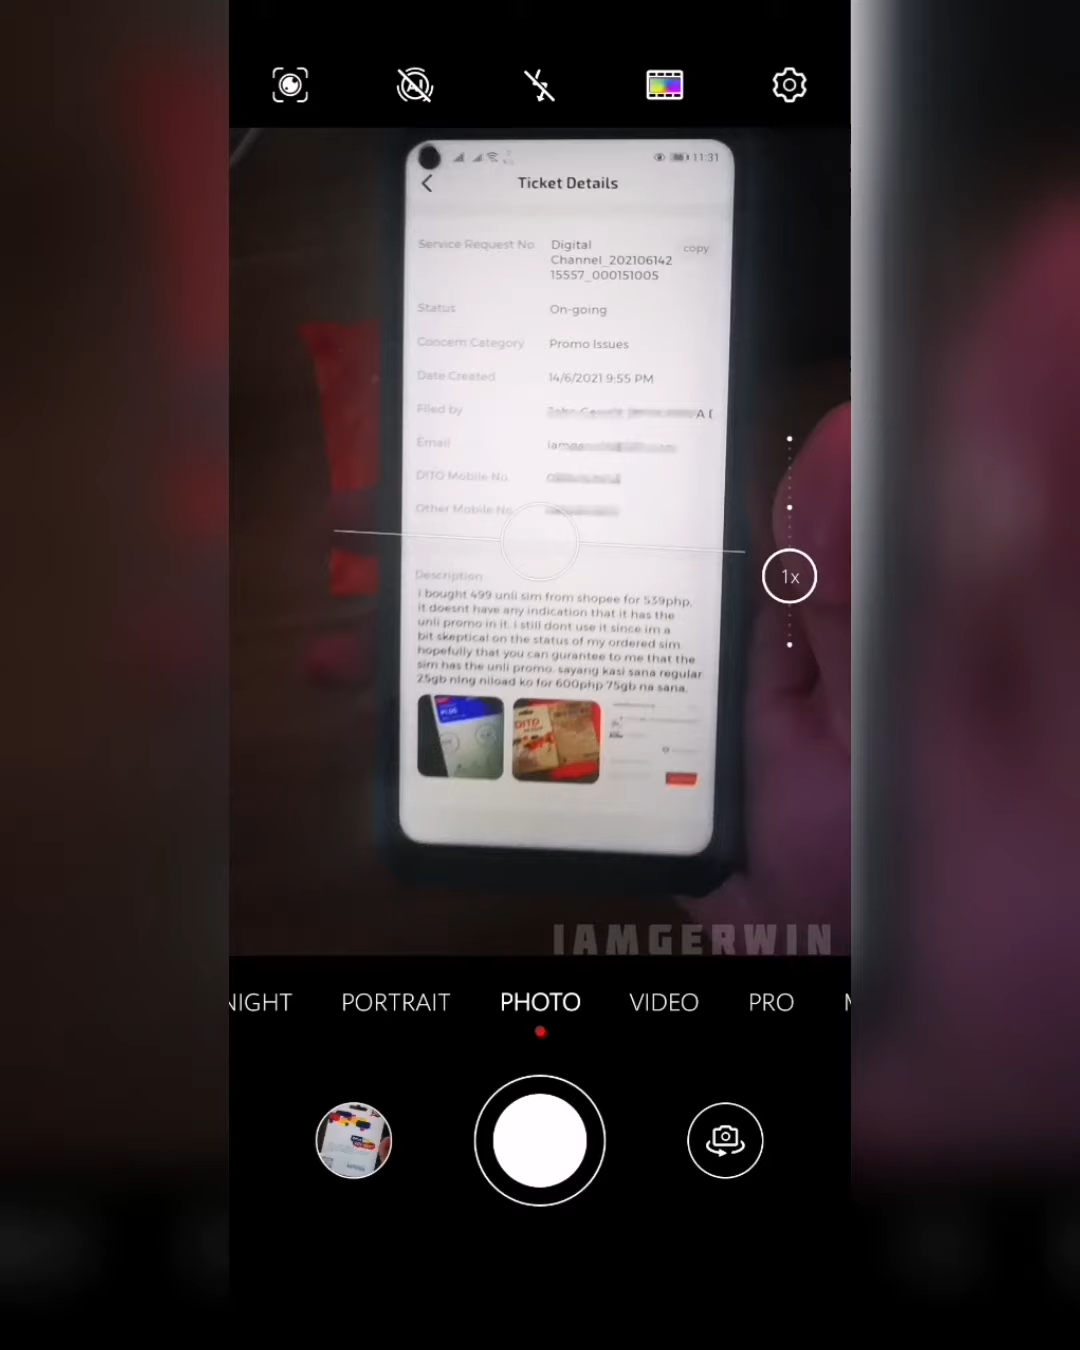 11:31
Ticket Details
Service Request No. Digital copy
Channel_202106142
15557_000151005
Status On-going
Concern Category Promo Issues
Date Created 14/6/2021 9:55 PM
Filed by
Email
DITO Mobile No.
Other Mobile No.
1x
Description
i bought 499 unli sim from shopee for 539php,
it doesnt have any indication that it has the
unli promo in it. i still dont use it since im a
bit skeptical on the status of my ordered sim.
hopefully that you can gurantee to me that the
sim has the unli promo. sayang kasi sana regular
25gb nlng niload ko for 600php 75gb na sana.
DITO
IAMGERWIN
NIGHT PORTRAIT PHOTO VIDEO PRO